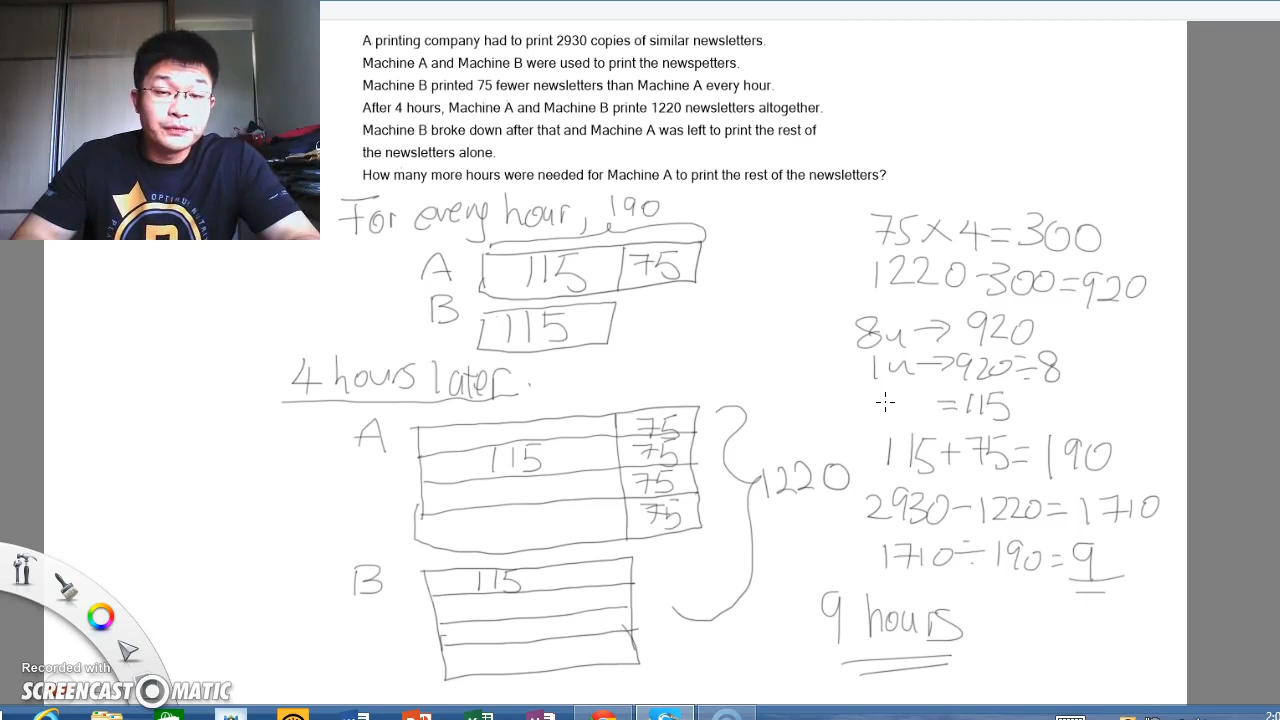 A printing company had to print 2930 copies of similar newsletters.
Machine A and Machine B were used to print the newspetters.
Machine B printed 75 fewer newsletters than Machine A every hour.
After 4 hours, Machine A and Machine B printe 1220 newsletters altogether.
Machine B broke down after that and Machine A was left to print the rest of
the newsletters alone.
How many more hours were needed for Machine A to print the rest of the newsletters?
For every hour, 190
A 115 75
B 115
4 hours later.
A 75
115 75
75
75
1220
B 115
75 × 4 = 300
1220 - 300 = 920
8u → 920
1u → 920 ÷ 8
= 115
115 + 75 = 190
2930 - 1220 = 1710
1710 ÷ 190 = 9
9 hours
OPTIMUM
Recorded with
SCREENCAST MATIC